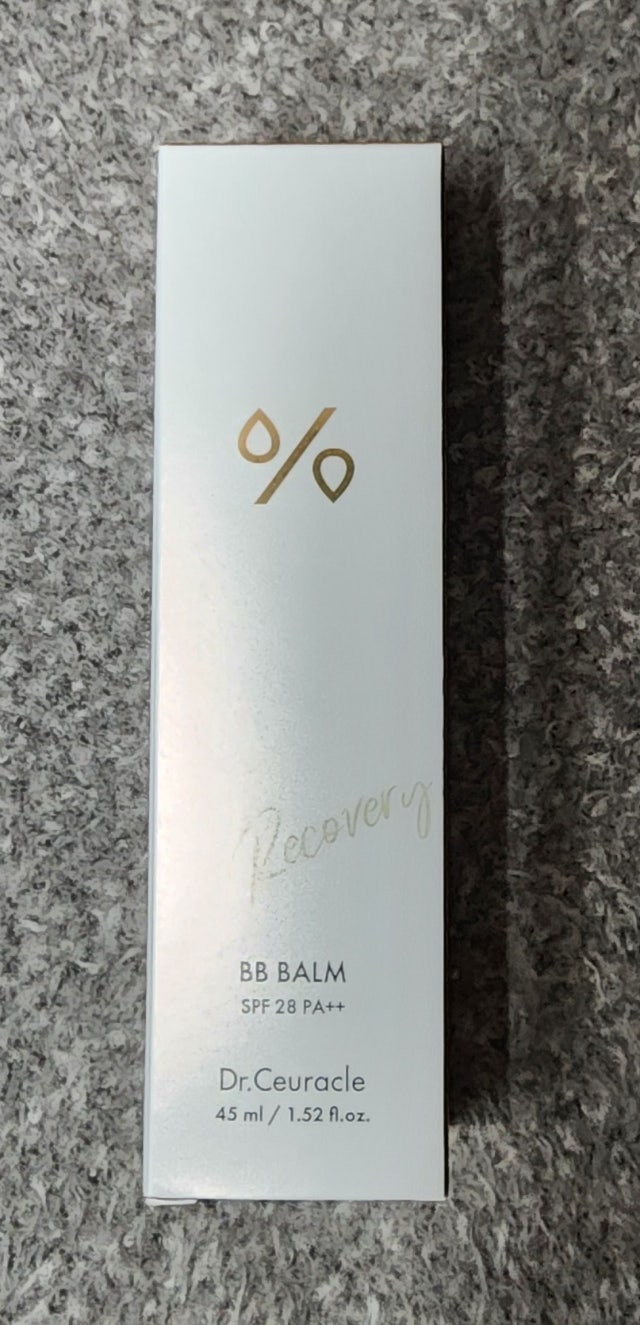 %
Recovery
BB BALM
SPF 28 PA++
Dr.Ceuracle
45 ml / 1.52 fl.oz.